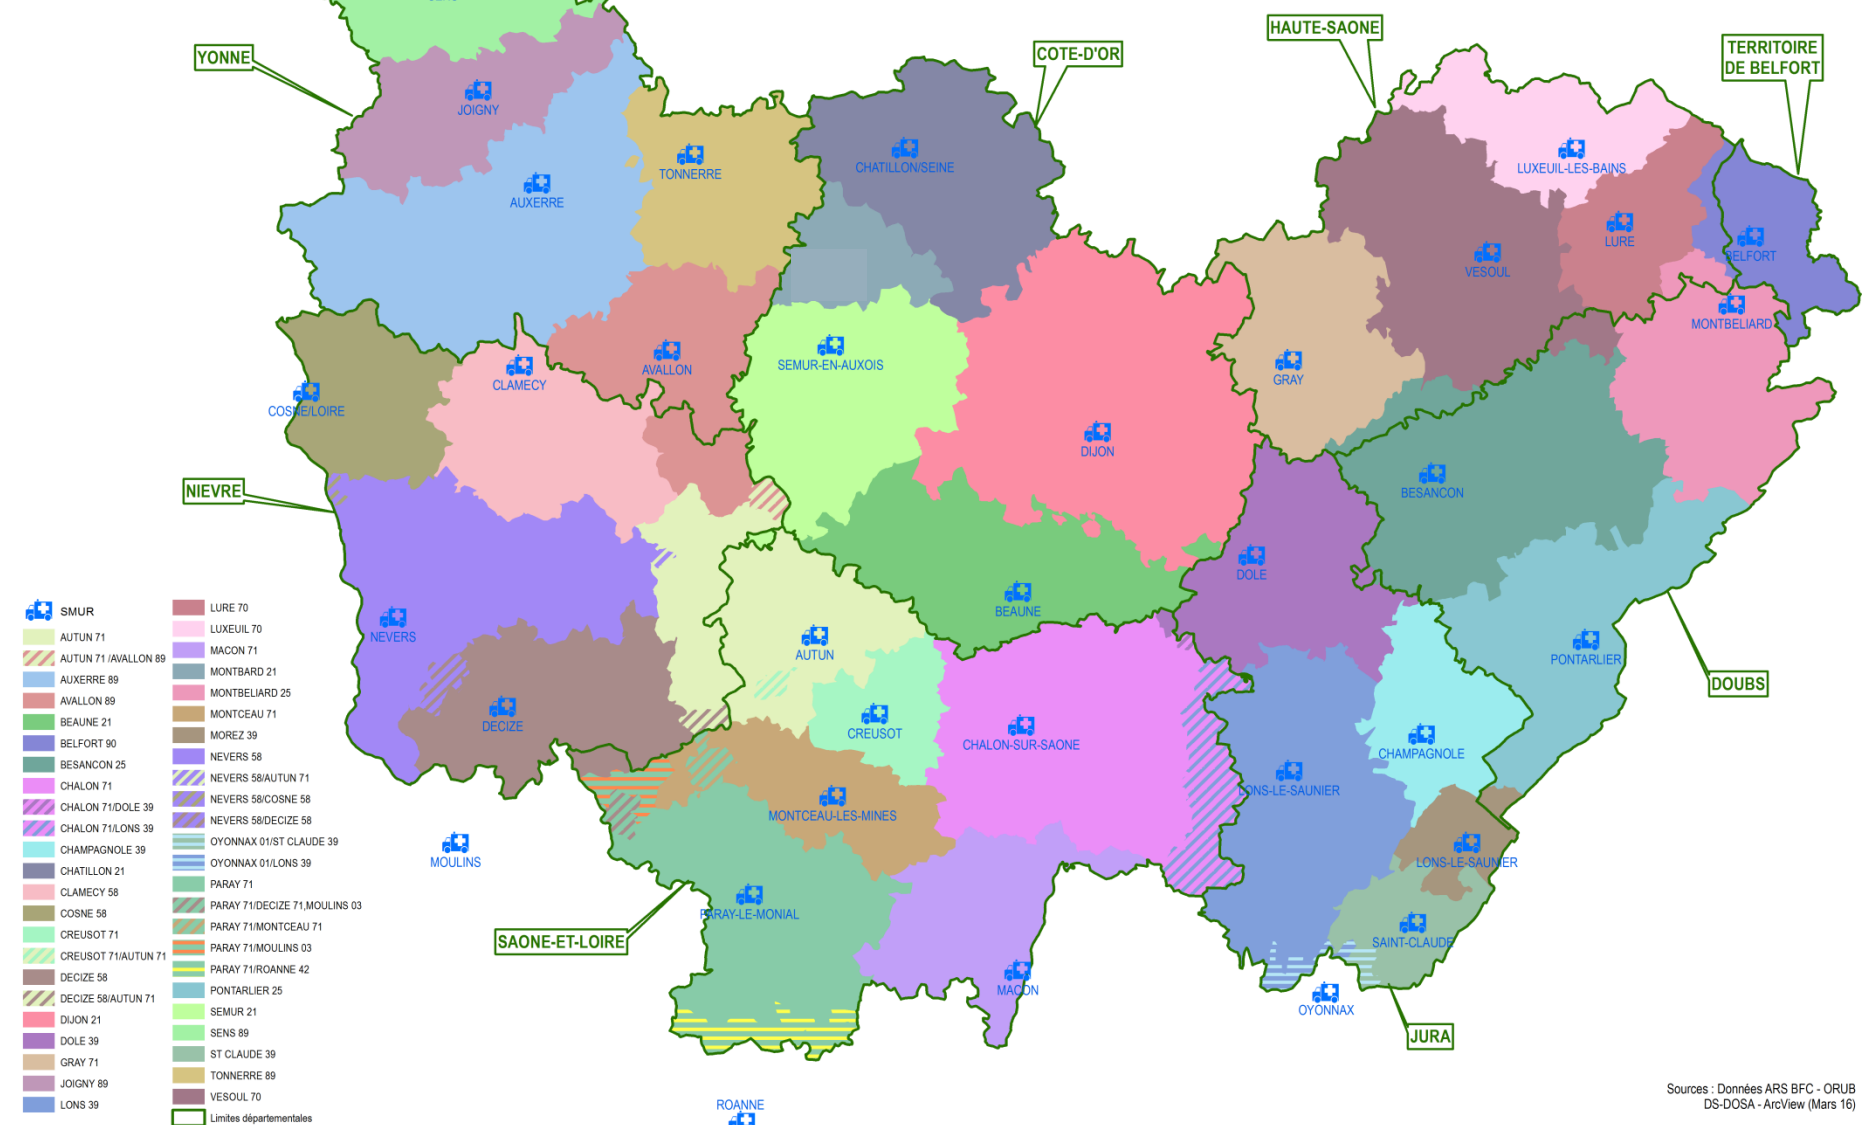 YONNE
COTE-D'OR
HAUTE-SAONE
TERRITOIRE
DE BELFORT
JOIGNY
TONNERRE
CHATILLON/SEINE
LUXEUIL-LES-BAINS
AUXERRE
LURE
VESOUL
BELFORT
MONTBELIARD
CLAMECY
AVALLON
SEMUR-EN-AUXOIS
GRAY
COSNE/LOIRE
DIJON
NIEVRE
BESANCON
DOLE
BEAUNE
NEVERS
AUTUN
PONTARLIER
DOUBS
DECIZE
CREUSOT
CHALON-SUR-SAONE
CHAMPAGNOLE
LONS-LE-SAUNIER
MONTCEAU-LES-MINES
MOULINS
LONS-LE-SAUNIER
PARAY-LE-MONIAL
SAONE-ET-LOIRE
SAINT-CLAUDE
MACON
OYONNAX
JURA
ROANNE
SMUR
AUTUN 71
AUTUN 71 /AVALLON 89
AUXERRE 89
AVALLON 89
BEAUNE 21
BELFORT 90
BESANCON 25
CHALON 71
CHALON 71/DOLE 39
CHALON 71/LONS 39
CHAMPAGNOLE 39
CHATILLON 21
CLAMECY 58
COSNE 58
CREUSOT 71
CREUSOT 71/AUTUN 71
DECIZE 58
DECIZE 58/AUTUN 71
DIJON 21
DOLE 39
GRAY 71
JOIGNY 89
LONS 39
LURE 70
LUXEUIL 70
MACON 71
MONTBARD 21
MONTBELIARD 25
MONTCEAU 71
MOREZ 39
NEVERS 58
NEVERS 58/AUTUN 71
NEVERS 58/COSNE 58
NEVERS 58/DECIZE 58
OYONNAX 01/ST CLAUDE 39
OYONNAX 01/LONS 39
PARAY 71
PARAY 71/DECIZE 71,MOULINS 03
PARAY 71/MONTCEAU 71
PARAY 71/MOULINS 03
PARAY 71/ROANNE 42
PONTARLIER 25
SEMUR 21
SENS 89
ST CLAUDE 39
TONNERRE 89
VESOUL 70
Limites départementales
Sources : Données ARS BFC - ORUB
DS-DOSA - ArcView (Mars 16)